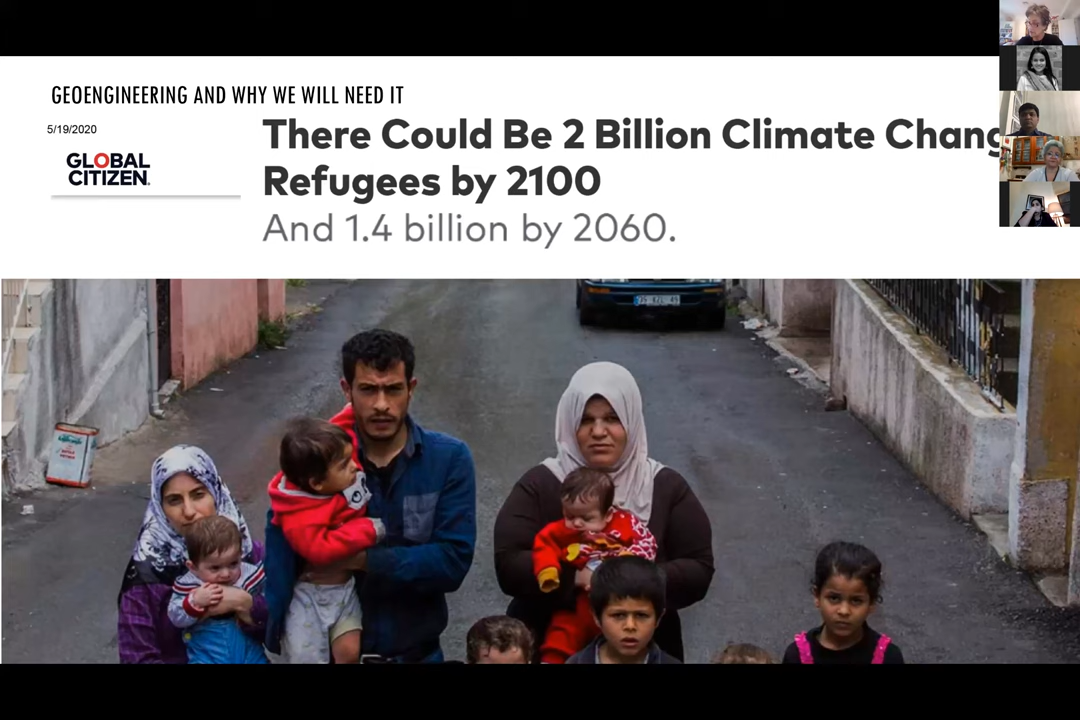 GEOENGINEERING AND WHY WE WILL NEED IT
5/19/2020
GLOBAL
CITIZEN.
There Could Be 2 Billion Climate Chang
Refugees by 2100
And 1.4 billion by 2060.